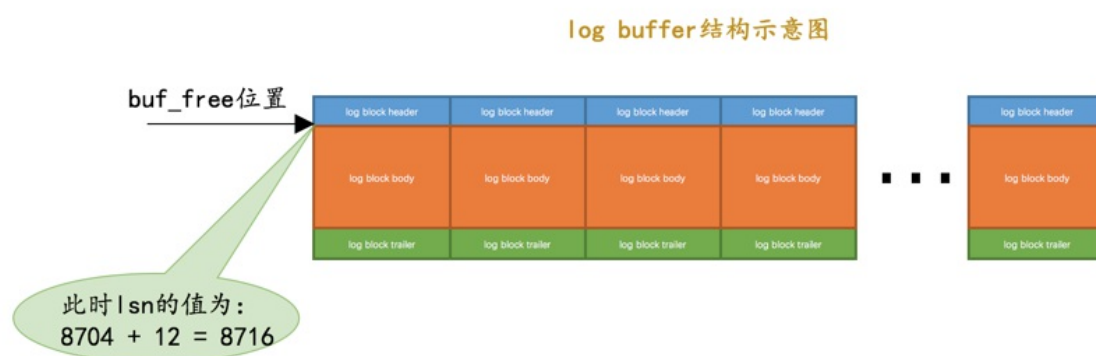 log buffer结构示意图
buf_free位置
log block header log block header log block header log block header log block header
log block body log block body log block body log block body ... log block body
log block trailer log block trailer log block trailer log block trailer log block trailer
此时lsn的值为:
8704 + 12 = 8716